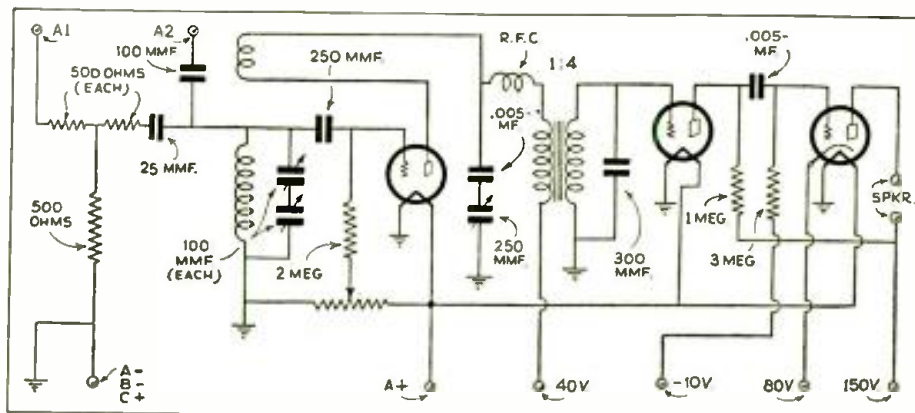 A1
A2
100 MMF.
500 OHMS
(EACH)
25 MMF.
500
OHMS
A-
B-
C+
250 MMF.
100
MMF
(EACH)
2 MEG
A+
R.F.C
1:4
.005-
MF.
250
MMF.
300
MMF.
40V
.005-
MF.
1 MEG
3 MEG
SPKR.
-10V
80V
150V